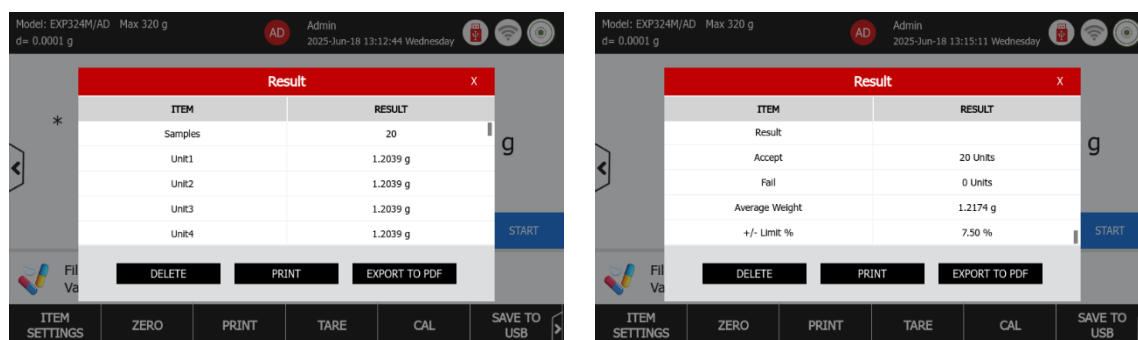 Model: EXP324M/AD Max 320 g
d= 0.0001 g
AD
Admin
2025-Jun-18 13:12:44 Wednesday
Result X
ITEM RESULT
Samples 20
Unit1 1.2039 g
Unit2 1.2039 g
Unit3 1.2039 g
Unit4 1.2039 g
* g
START
DELETE PRINT EXPORT TO PDF
Fil
Va
ITEM SETTINGS ZERO PRINT TARE CAL SAVE TO USB
Model: EXP324M/AD Max 320 g
d= 0.0001 g
AD
Admin
2025-Jun-18 13:15:11 Wednesday
Result X
ITEM RESULT
Result
Accept 20 Units
Fail 0 Units
Average Weight 1.2174 g
+/- Limit % 7.50 %
g
START
DELETE PRINT EXPORT TO PDF
Fil
Va
ITEM SETTINGS ZERO PRINT TARE CAL SAVE TO USB